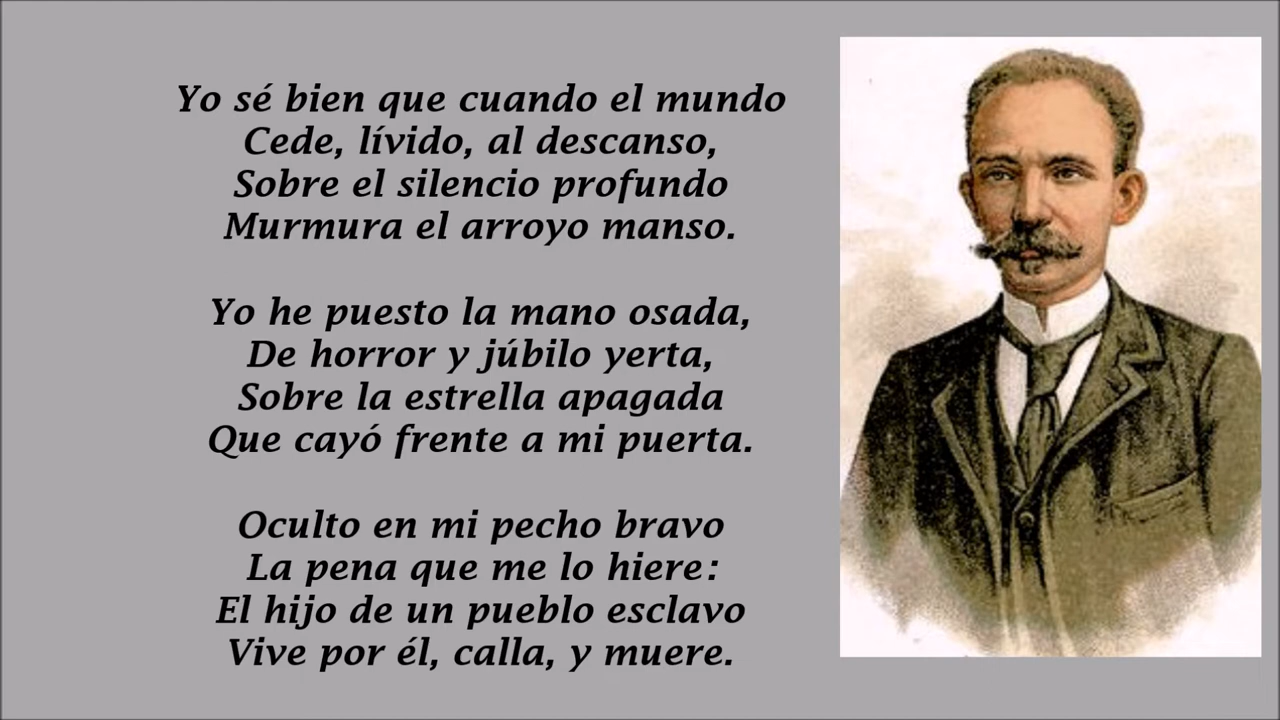 Yo sé bien que cuando el mundo
Cede, lívido, al descanso,
Sobre el silencio profundo
Murmura el arroyo manso.
Yo he puesto la mano osada,
De horror y júbilo yerta,
Sobre la estrella apagada
Que cayó frente a mi puerta.
Oculto en mi pecho bravo
La pena que me lo hiere:
El hijo de un pueblo esclavo
Vive por él, calla, y muere.